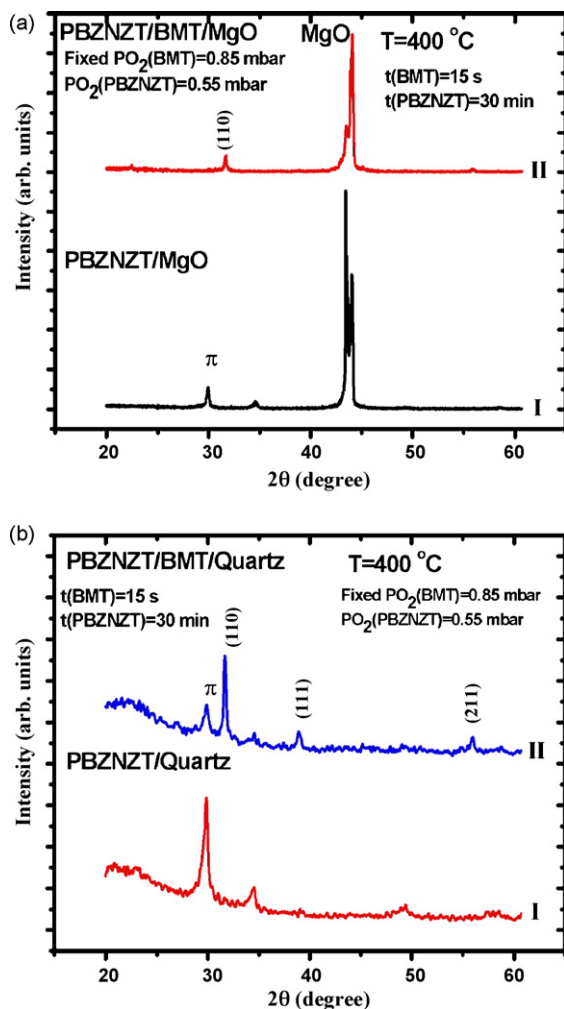 (a)
PBZNZT/BMT/MgO MgO T=400 °C
Fixed PO2(BMT)=0.85 mbar
PO2(PBZNZT)=0.55 mbar
t(BMT)=15 s
t(PBZNZT)=30 min
(110)
II
PBZNZT/MgO
π
I
Intensity (arb. units)
20 30 40 50 60
2θ (degree)
(b)
PBZNZT/BMT/Quartz T=400 °C
t(BMT)=15 s
t(PBZNZT)=30 min
Fixed PO2(BMT)=0.85 mbar
PO2(PBZNZT)=0.55 mbar
(110)
π
(111)
(211)
II
PBZNZT/Quartz
I
Intensity (arb. units)
20 30 40 50 60
2θ (degree)